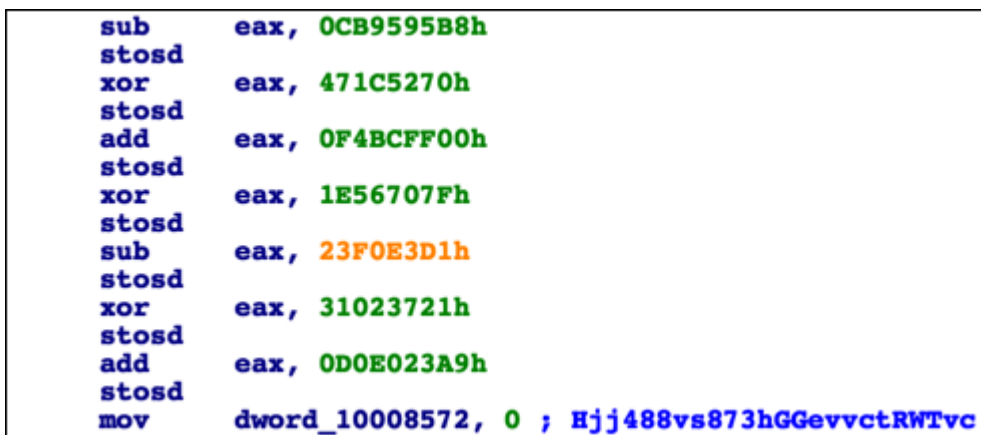 sub eax, 0CB9595B8h
stosd
xor eax, 471C5270h
stosd
add eax, 0F4BCFF00h
stosd
xor eax, 1E56707Fh
stosd
sub eax, 23F0E3D1h
stosd
xor eax, 31023721h
stosd
add eax, 0D0E023A9h
stosd
mov dword_10008572, 0 ; Hjj488vs873hGGevvctRWTvc